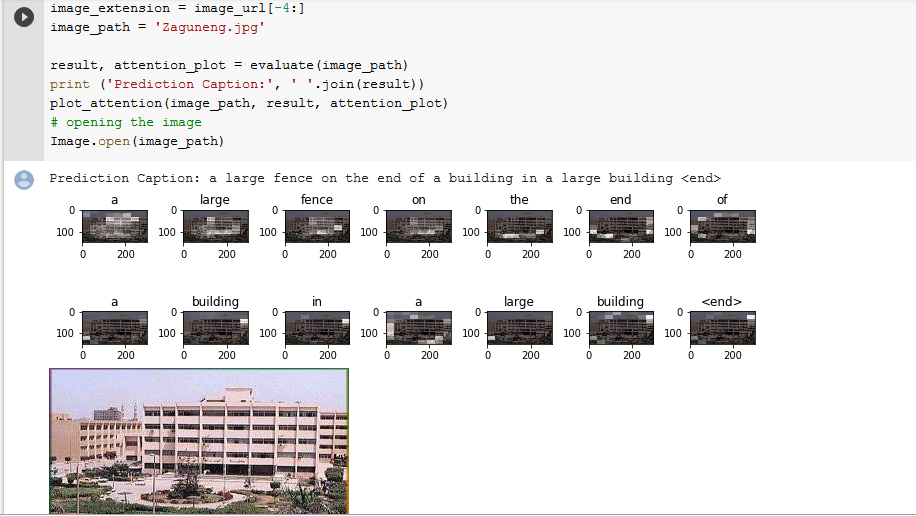 image_extension = image_url[-4:]
image_path = 'Zaguneng.jpg'
result, attention_plot = evaluate(image_path)
print ('Prediction Caption:', ' '.join(result))
plot_attention(image_path, result, attention_plot)
# opening the image
Image.open(image_path)
Prediction Caption: a large fence on the end of a building in a large building <end>
a large fence on the end of
0 0 0 0 0 0 0
100 100 100 100 100 100 100
0 200 0 200 0 200 0 200 0 200 0 200 0 200
a building in a large building <end>
0 0 0 0 0 0 0
100 100 100 100 100 100 100
0 200 0 200 0 200 0 200 0 200 0 200 0 200